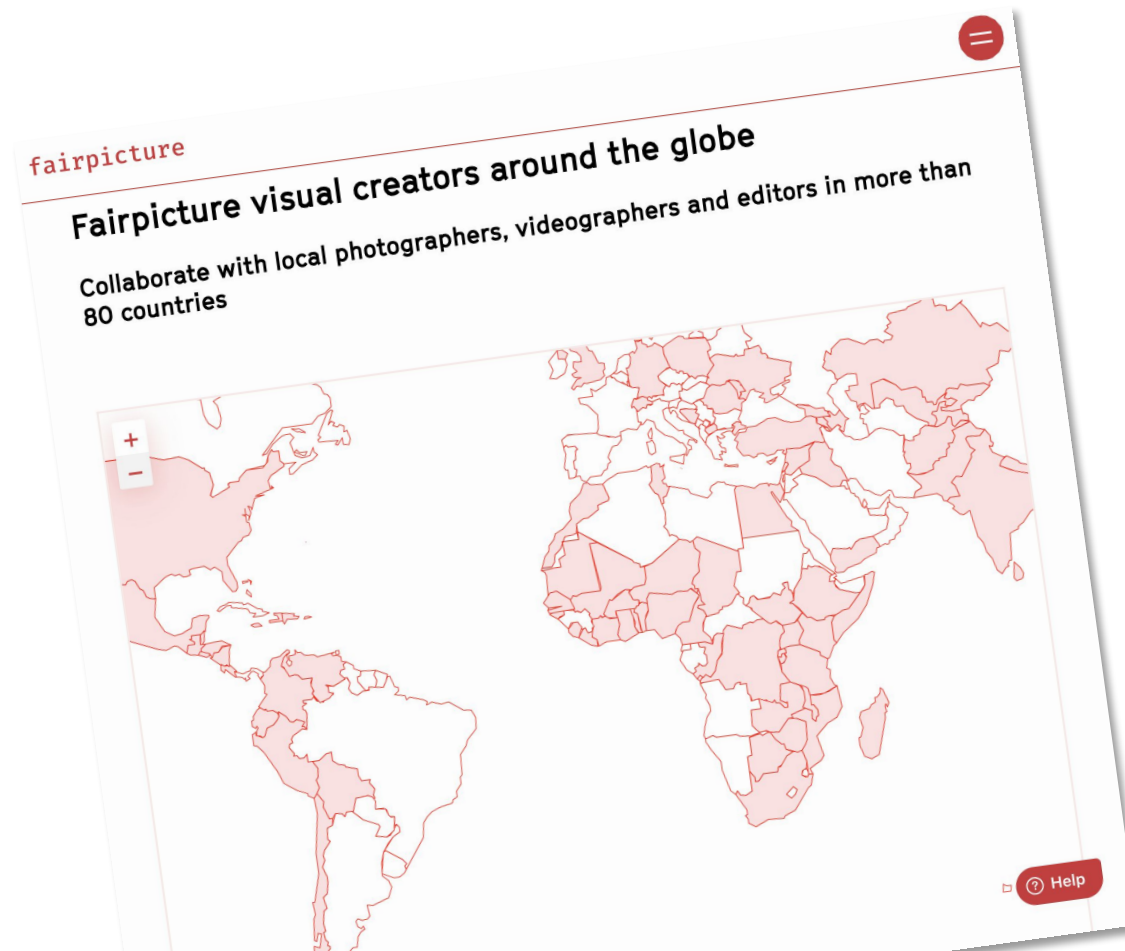 fairpicture
Fairpicture visual creators around the globe
Collaborate with local photographers, videographers and editors in more than
80 countries
+
−
? Help